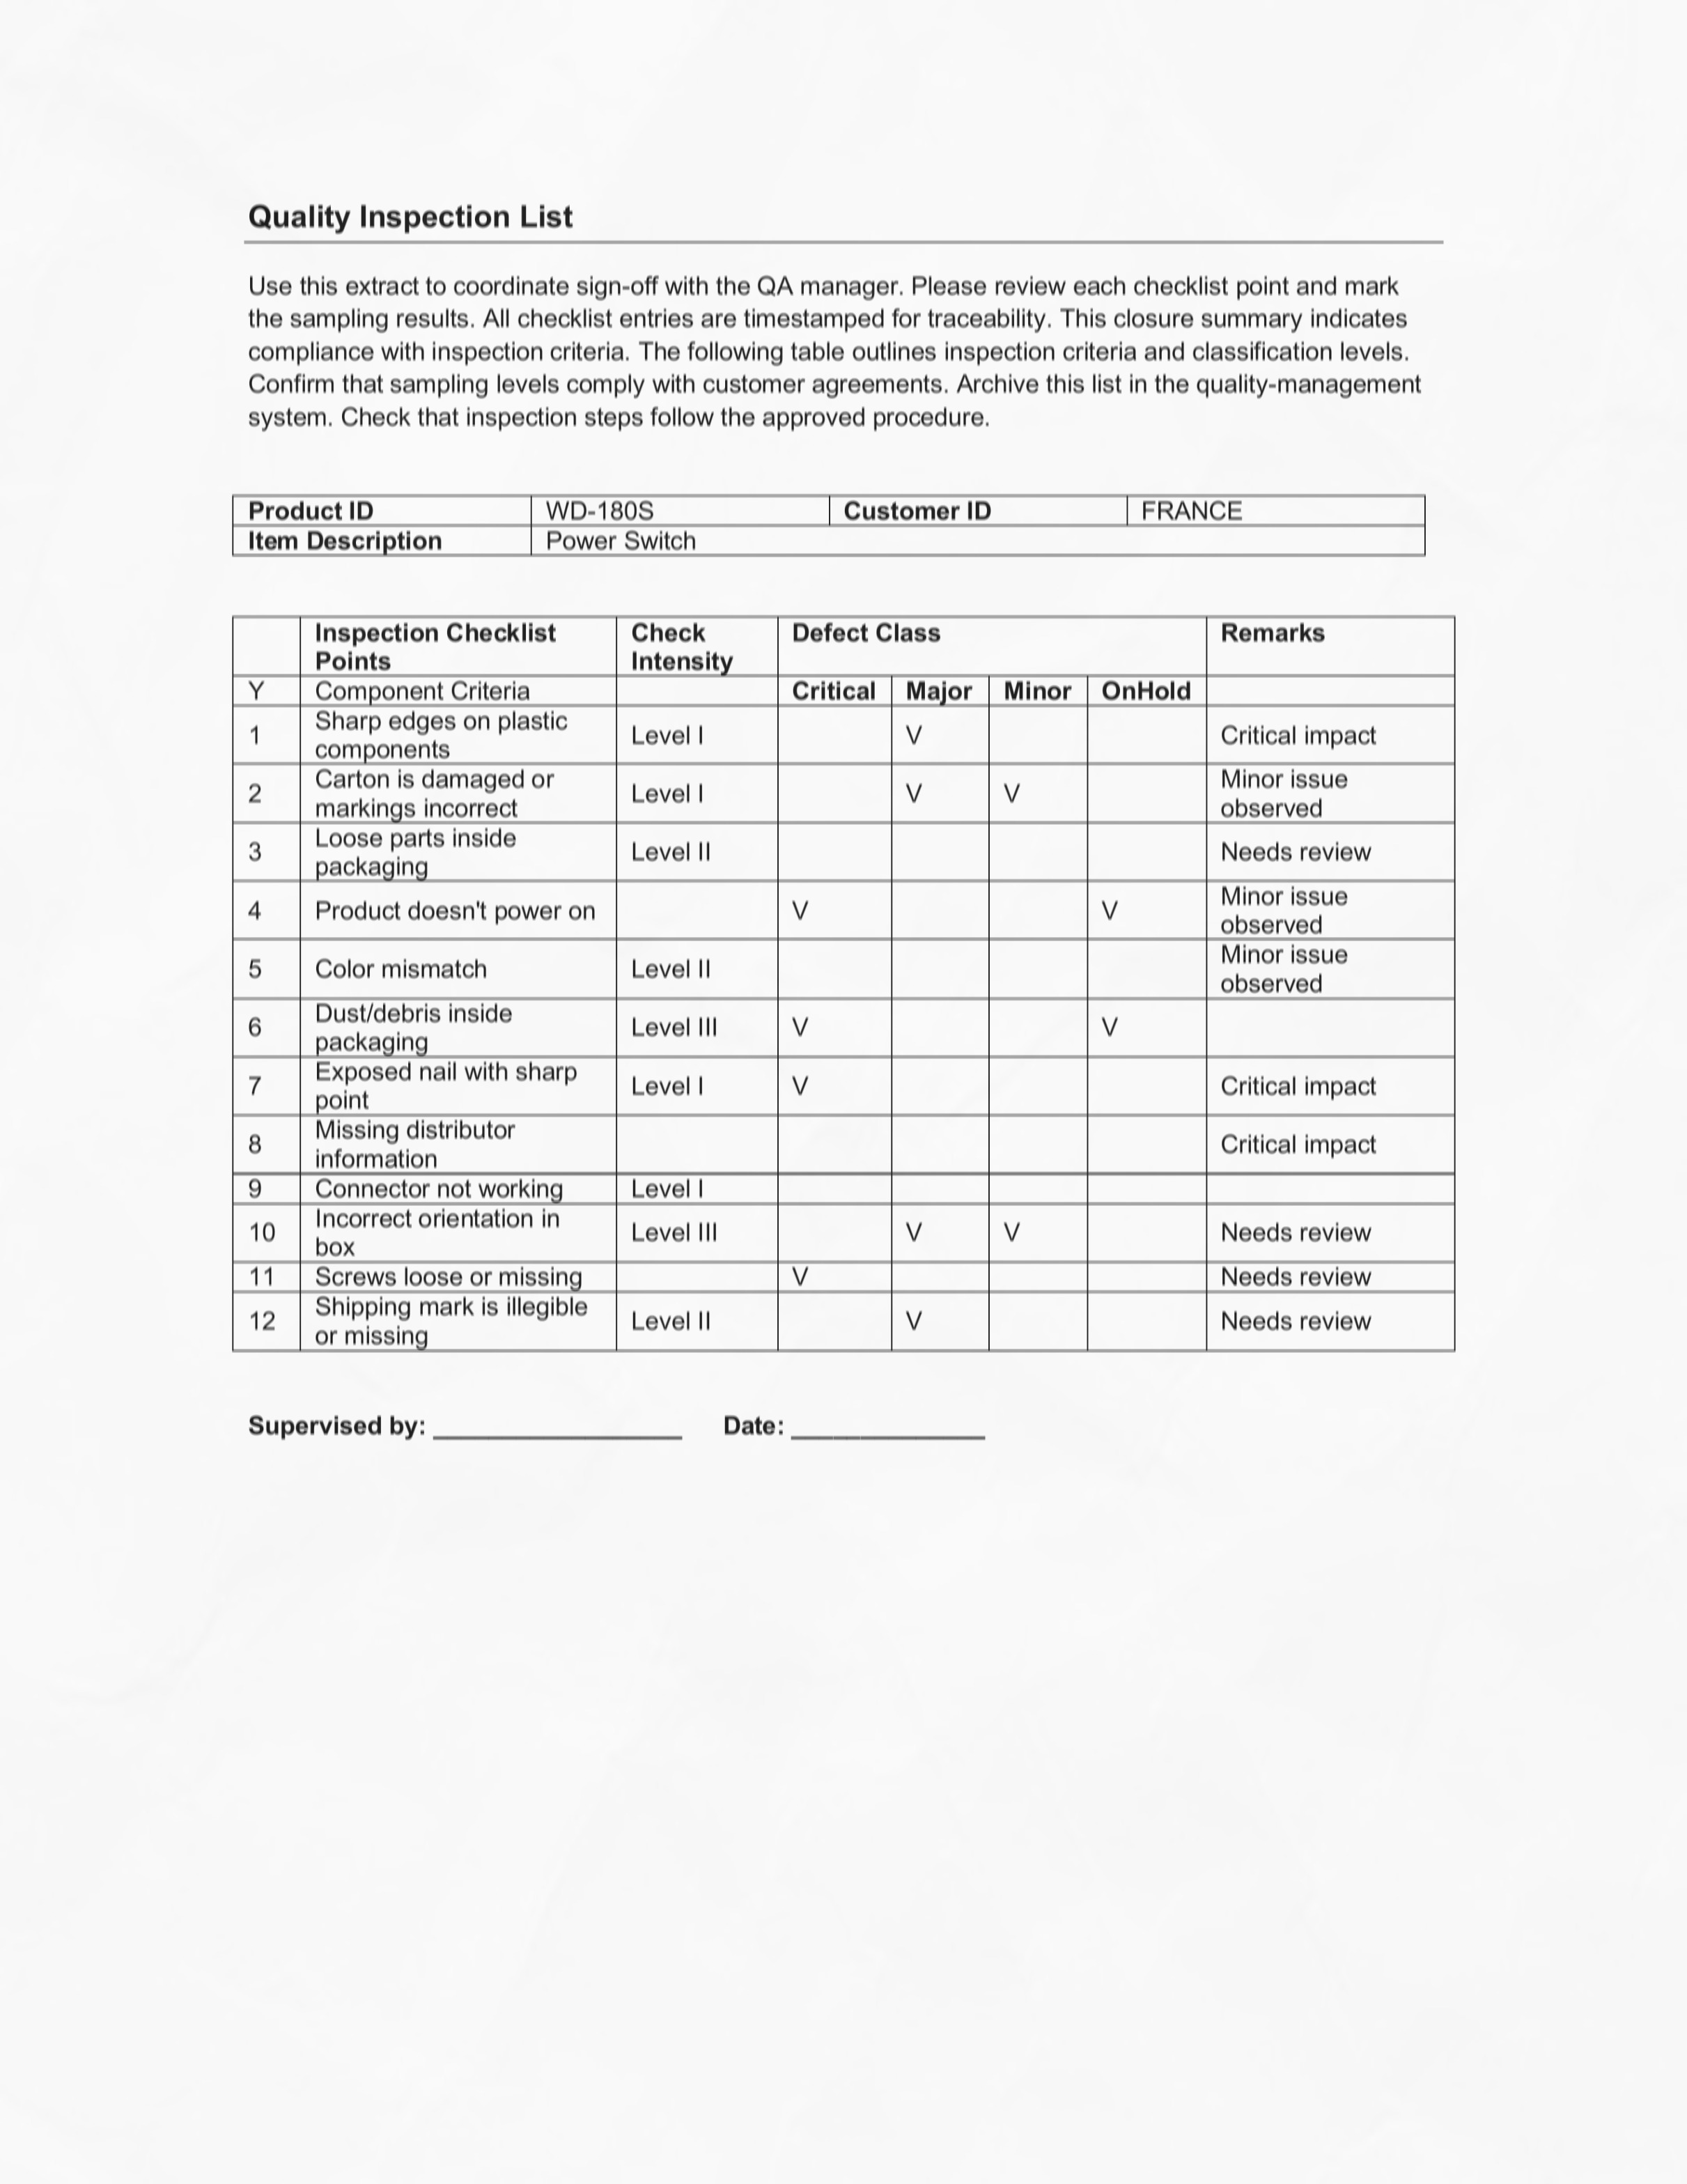 Quality Inspection List
Use this extract to coordinate sign-off with the QA manager. Please review each checklist point and mark
the sampling results. All checklist entries are timestamped for traceability. This closure summary indicates
compliance with inspection criteria. The following table outlines inspection criteria and classification levels.
Confirm that sampling levels comply with customer agreements. Archive this list in the quality-management
system. Check that inspection steps follow the approved procedure.
Product ID WD-180S Customer ID FRANCE
Item Description Power Switch
Inspection Checklist Points Check Intensity Defect Class Remarks
Y Component Criteria Critical Major Minor OnHold
1 Sharp edges on plastic components Level I V Critical impact
2 Carton is damaged or markings incorrect Level I V V Minor issue observed
3 Loose parts inside packaging Level II Needs review
4 Product doesn't power on V V Minor issue observed
5 Color mismatch Level II Minor issue observed
6 Dust/debris inside packaging Level III V V
7 Exposed nail with sharp point Level I V Critical impact
8 Missing distributor information Critical impact
9 Connector not working Level I
10 Incorrect orientation in box Level III V V Needs review
11 Screws loose or missing V Needs review
12 Shipping mark is illegible or missing Level II V Needs review
Supervised by: Date: